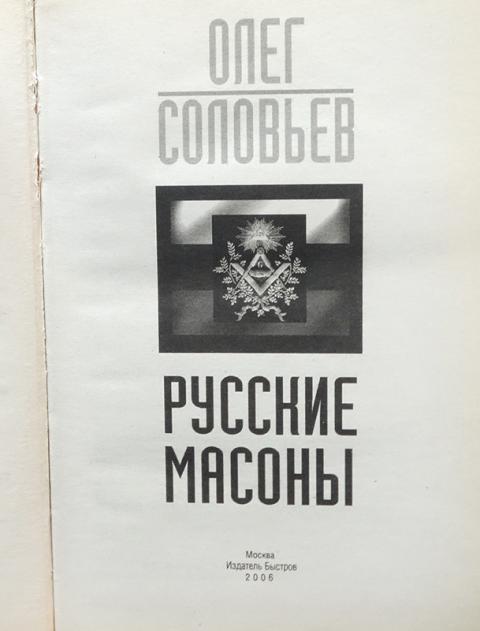 ОЛЕГ
СОЛОВЬЕВ
РУССКИЕ
МАСОНЫ
Москва
Издатель Быстров
2006